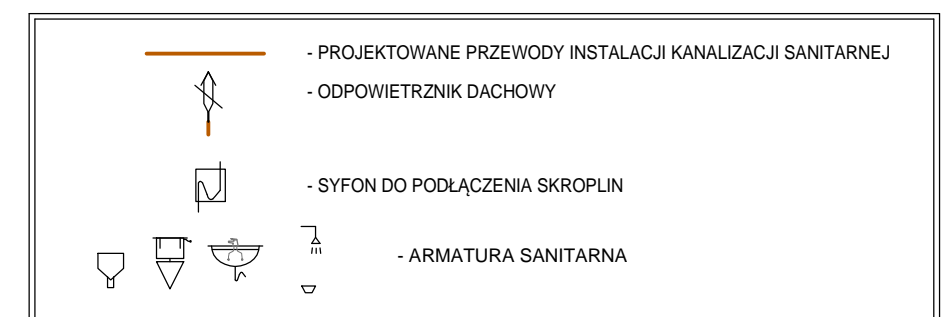 - PROJEKTOWANE PRZEWODY INSTALACJI KANALIZACJI SANITARNEJ
- ODPOWIETRZNIK DACHOWY
- SYFON DO PODŁĄCZENIA SKROPLIN
- ARMATURA SANITARNA